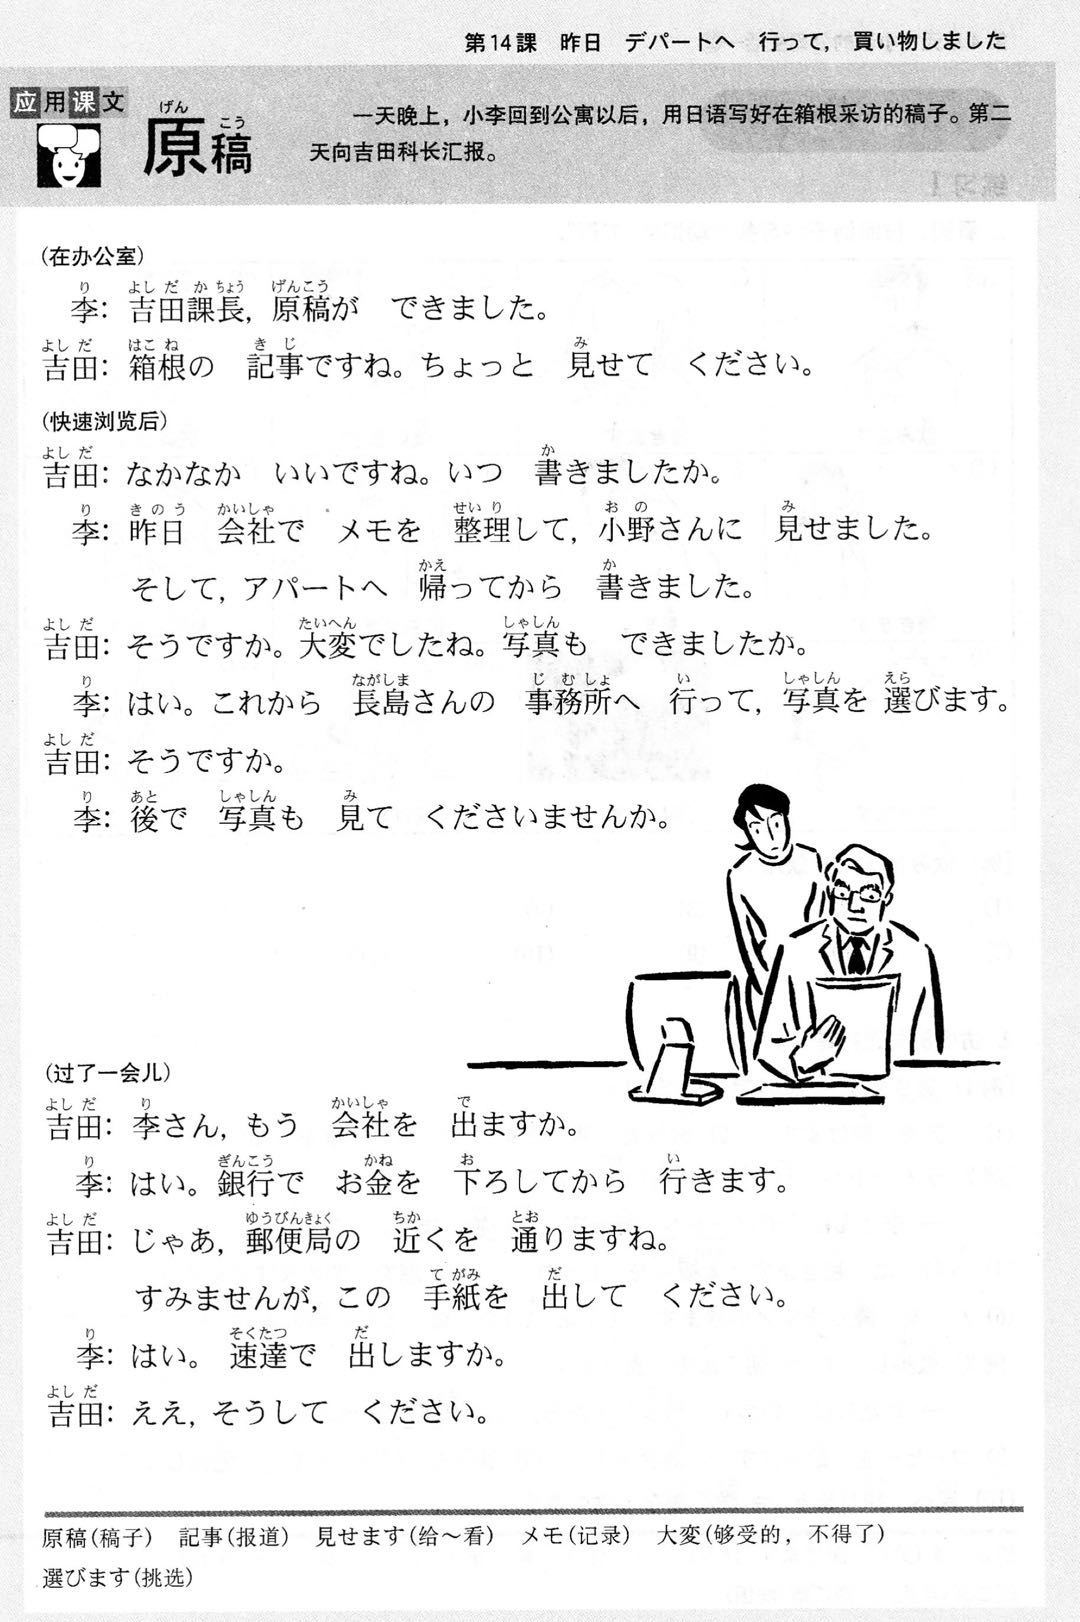 第14課　昨日　デパートへ　行って，買い物しました
应用课文
げん こう
原稿
一天晚上，小李回到公寓以后，用日语写好在箱根采访的稿子。第二
天向吉田科长汇报。
(在办公室)
り　よしだかちょう　げんこう
李：吉田課長，原稿が　できました。
よしだ　はこね　きじ　み
吉田：箱根の　記事ですね。ちょっと　見せて　ください。
(快速浏览后)
よしだ　か
吉田：なかなか　いいですね。いつ　書きましたか。
り　きのう　かいしゃ　せいり　おの　み
李：昨日　会社で　メモを　整理して，小野さんに　見せました。
かえ　か
そして，アパートへ　帰ってから　書きました。
よしだ　たいへん　しゃしん
吉田：そうですか。大変でしたね。写真も　できましたか。
り　ながしま　じむしょ　い　しゃしん　えら
李：はい。これから　長島さんの　事務所へ　行って，写真を 選びます。
よしだ
吉田：そうですか。
り　あと　しゃしん　み
李：後で　写真も　見て　くださいませんか。
(过了一会儿)
よしだ　り　かいしゃ　で
吉田：李さん，もう　会社を　出ますか。
り　ぎんこう　かね　お　い
李：はい。銀行で　お金を　下ろしてから　行きます。
よしだ　ゆうびんきょく　ちか　とお
吉田：じゃあ，郵便局の　近くを　通りますね。
てがみ　だ
すみませんが，この　手紙を　出して　ください。
り　そくたつ　だ
李：はい。速達で　出しますか。
よしだ
吉田：ええ，そうして　ください。
原稿(稿子)　記事(报道)　見せます(给～看)　メモ(记录)　大変(够受的，不得了)
選びます(挑选)